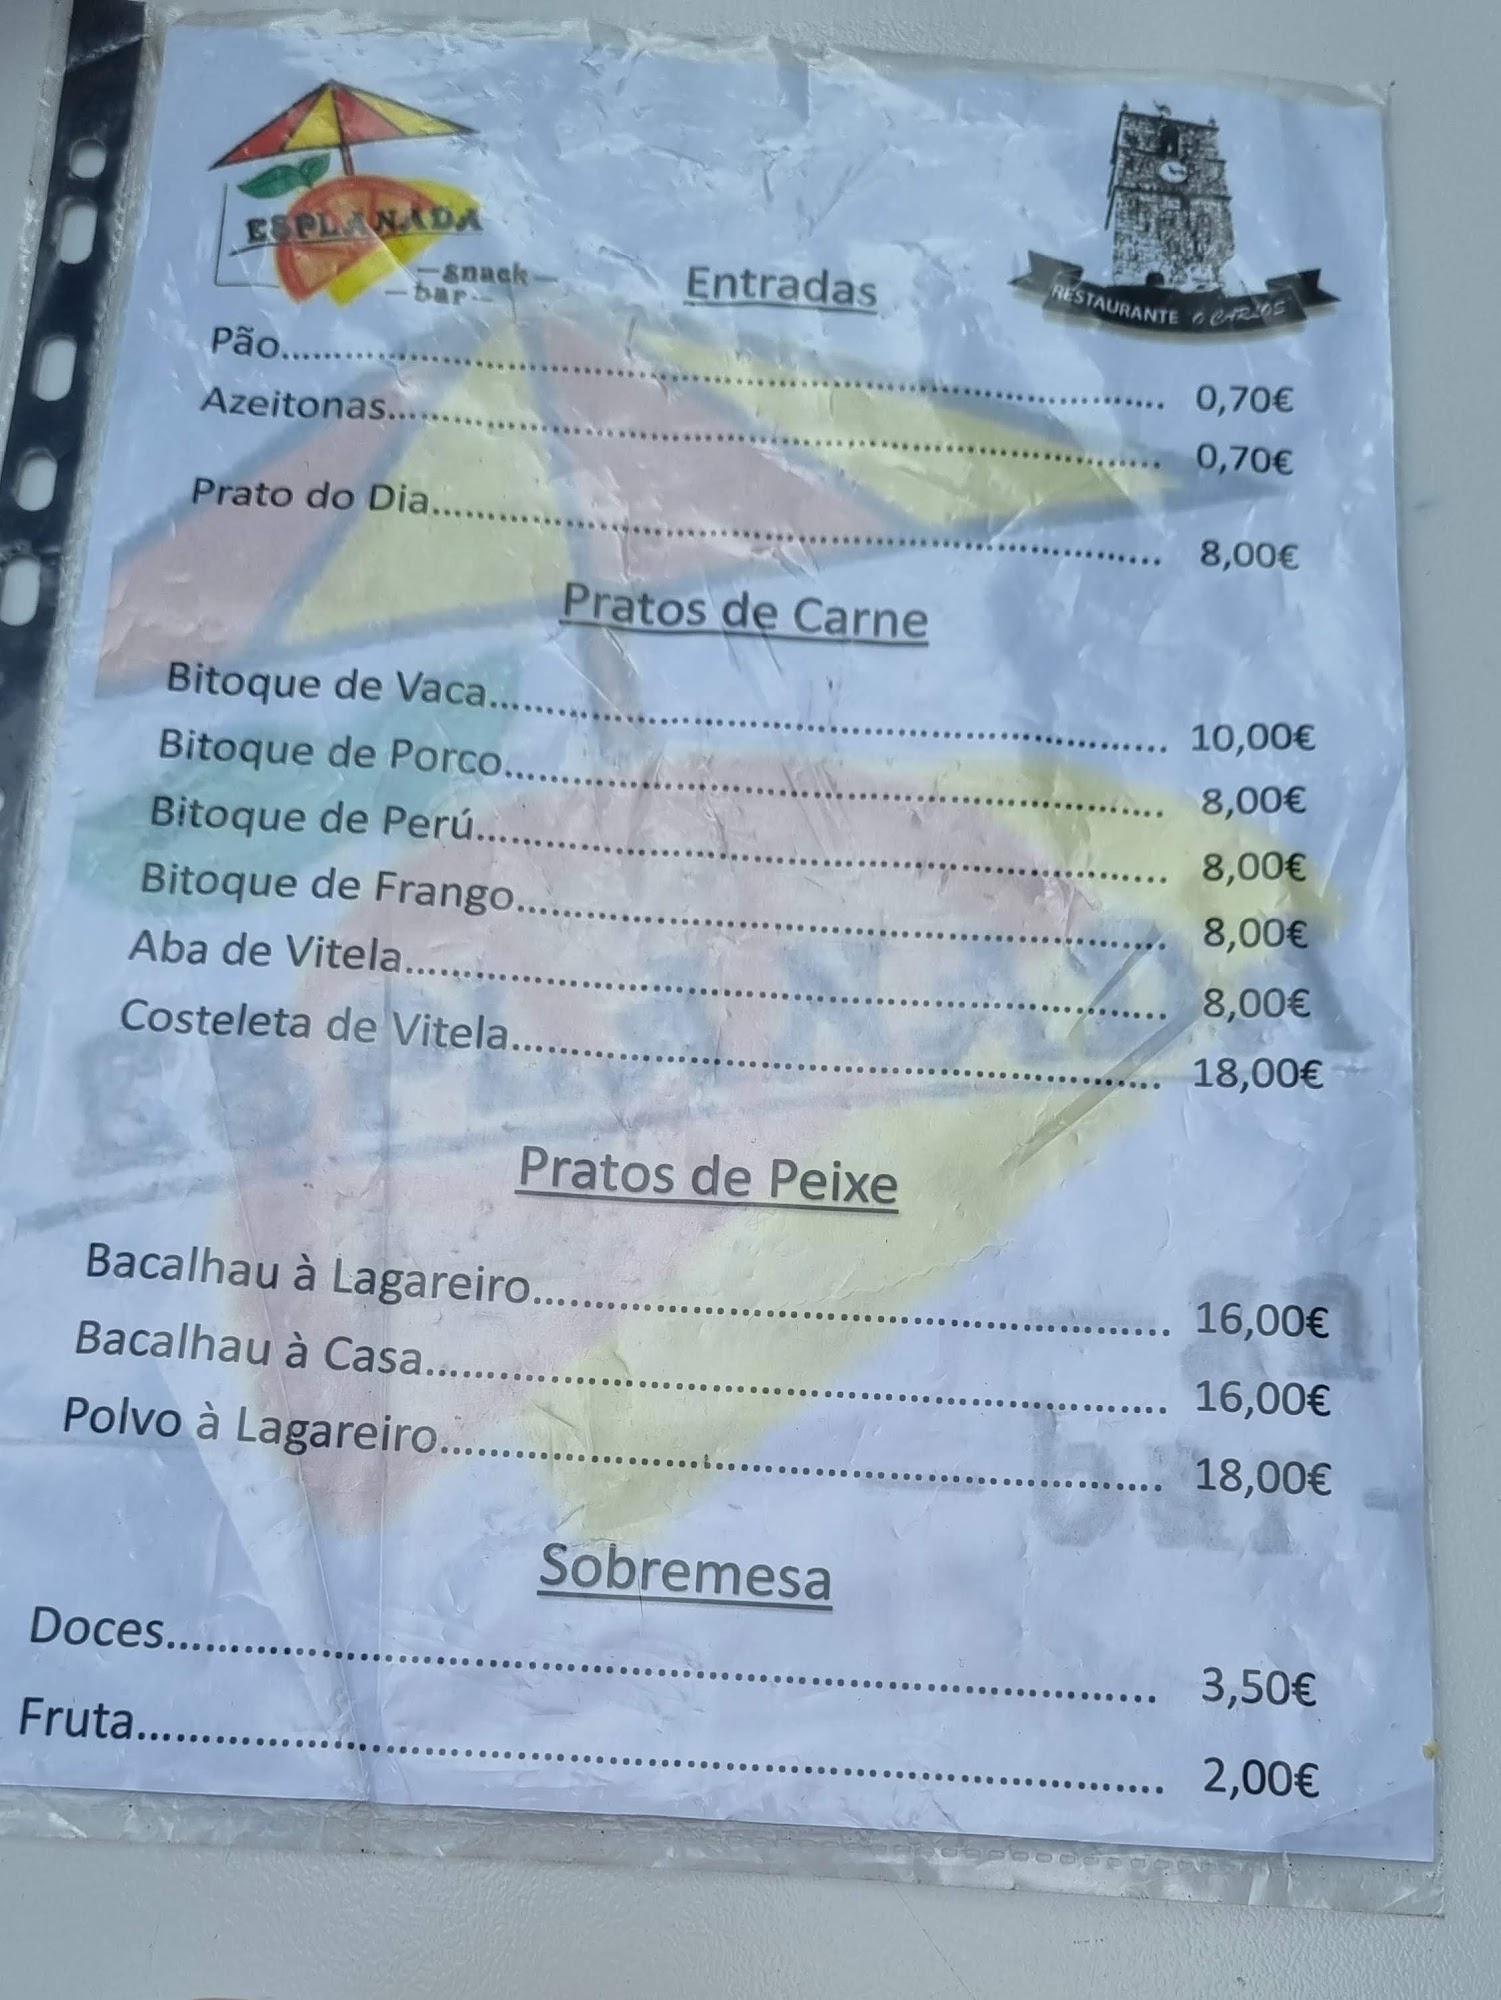 ESPLANADA
snack
bar
RESTAURANTE O CARLOS
Entradas
Pão.......... 0,70€
Azeitonas.......... 0,70€
Prato do Dia.......... 8,00€
Pratos de Carne
Bitoque de Vaca.......... 10,00€
Bitoque de Porco.......... 8,00€
Bitoque de Perú.......... 8,00€
Bitoque de Frango.......... 8,00€
Aba de Vitela.......... 8,00€
Costeleta de Vitela.......... 18,00€
Pratos de Peixe
Bacalhau à Lagareiro.......... 16,00€
Bacalhau à Casa.......... 16,00€
Polvo à Lagareiro.......... 18,00€
Sobremesa
Doces.......... 3,50€
Fruta.......... 2,00€